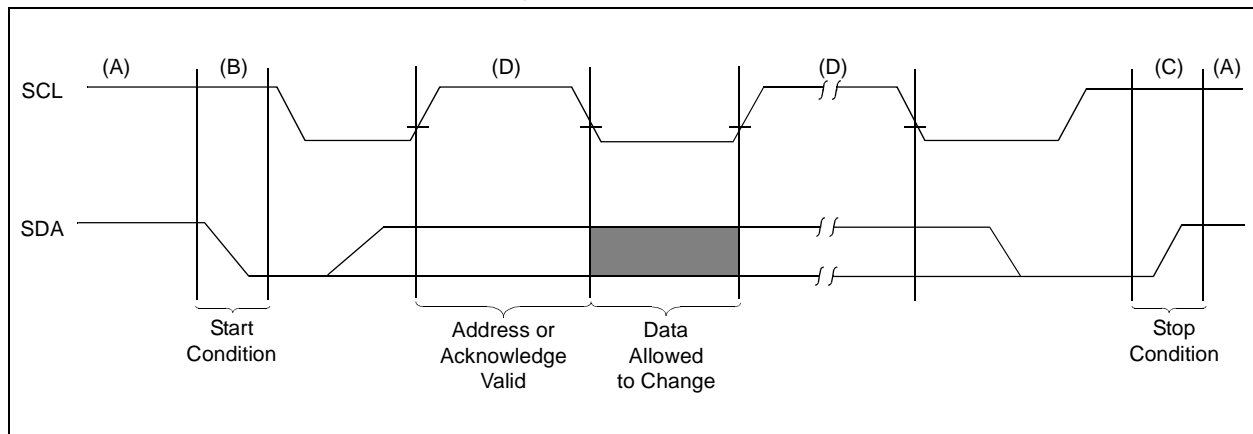 (A)
(B)
(D)
(D)
(C)
(A)
SCL
SDA
Start
Condition
Address or
Acknowledge
Valid
Data
Allowed
to Change
Stop
Condition